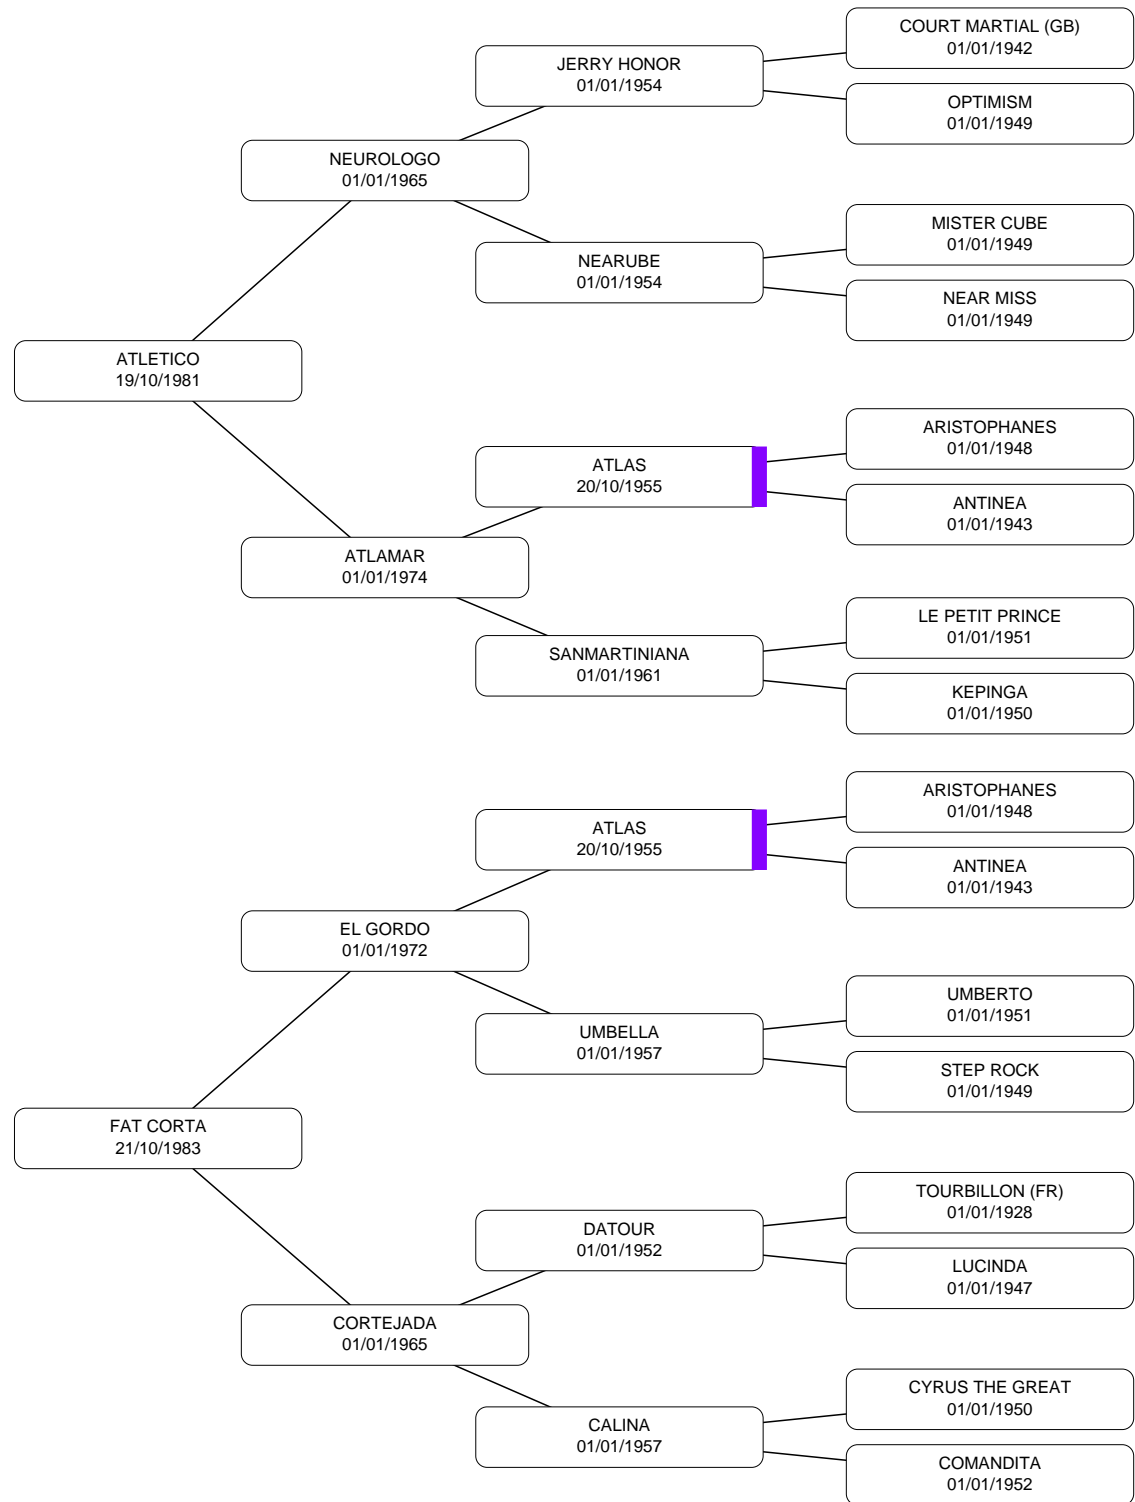 COURT MARTIAL (GB)
01/01/1942
JERRY HONOR
01/01/1954
OPTIMISM
01/01/1949
NEUROLOGO
01/01/1965
MISTER CUBE
01/01/1949
NEARUBE
01/01/1954
NEAR MISS
01/01/1949
ATLETICO
19/10/1981
ARISTOPHANES
01/01/1948
ATLAS
20/10/1955
ANTINEA
01/01/1943
ATLAMAR
01/01/1974
LE PETIT PRINCE
01/01/1951
SANMARTINIANA
01/01/1961
KEPINGA
01/01/1950
ARISTOPHANES
01/01/1948
ATLAS
20/10/1955
ANTINEA
01/01/1943
EL GORDO
01/01/1972
UMBERTO
01/01/1951
UMBELLA
01/01/1957
STEP ROCK
01/01/1949
FAT CORTA
21/10/1983
TOURBILLON (FR)
01/01/1928
DATOUR
01/01/1952
LUCINDA
01/01/1947
CORTEJADA
01/01/1965
CYRUS THE GREAT
01/01/1950
CALINA
01/01/1957
COMANDITA
01/01/1952